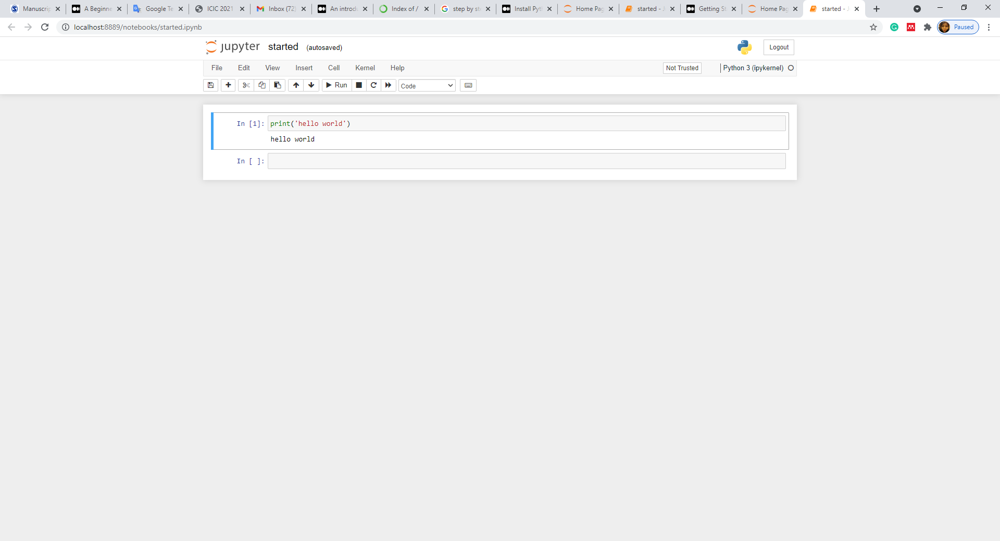 Manuscrip A Beginne Google Te ICIC 2021 Inbox (72) An introdu Index of / step by st Install Pyt Home Pag started - J Getting St Home Pag started - J
localhost:8889/notebooks/started.ipynb Paused
jupyter started (autosaved) Logout
File Edit View Insert Cell Kernel Help Not Trusted Python 3 (ipykernel)
Run Code
In [1]: print('hello world')
hello world
In [ ]: